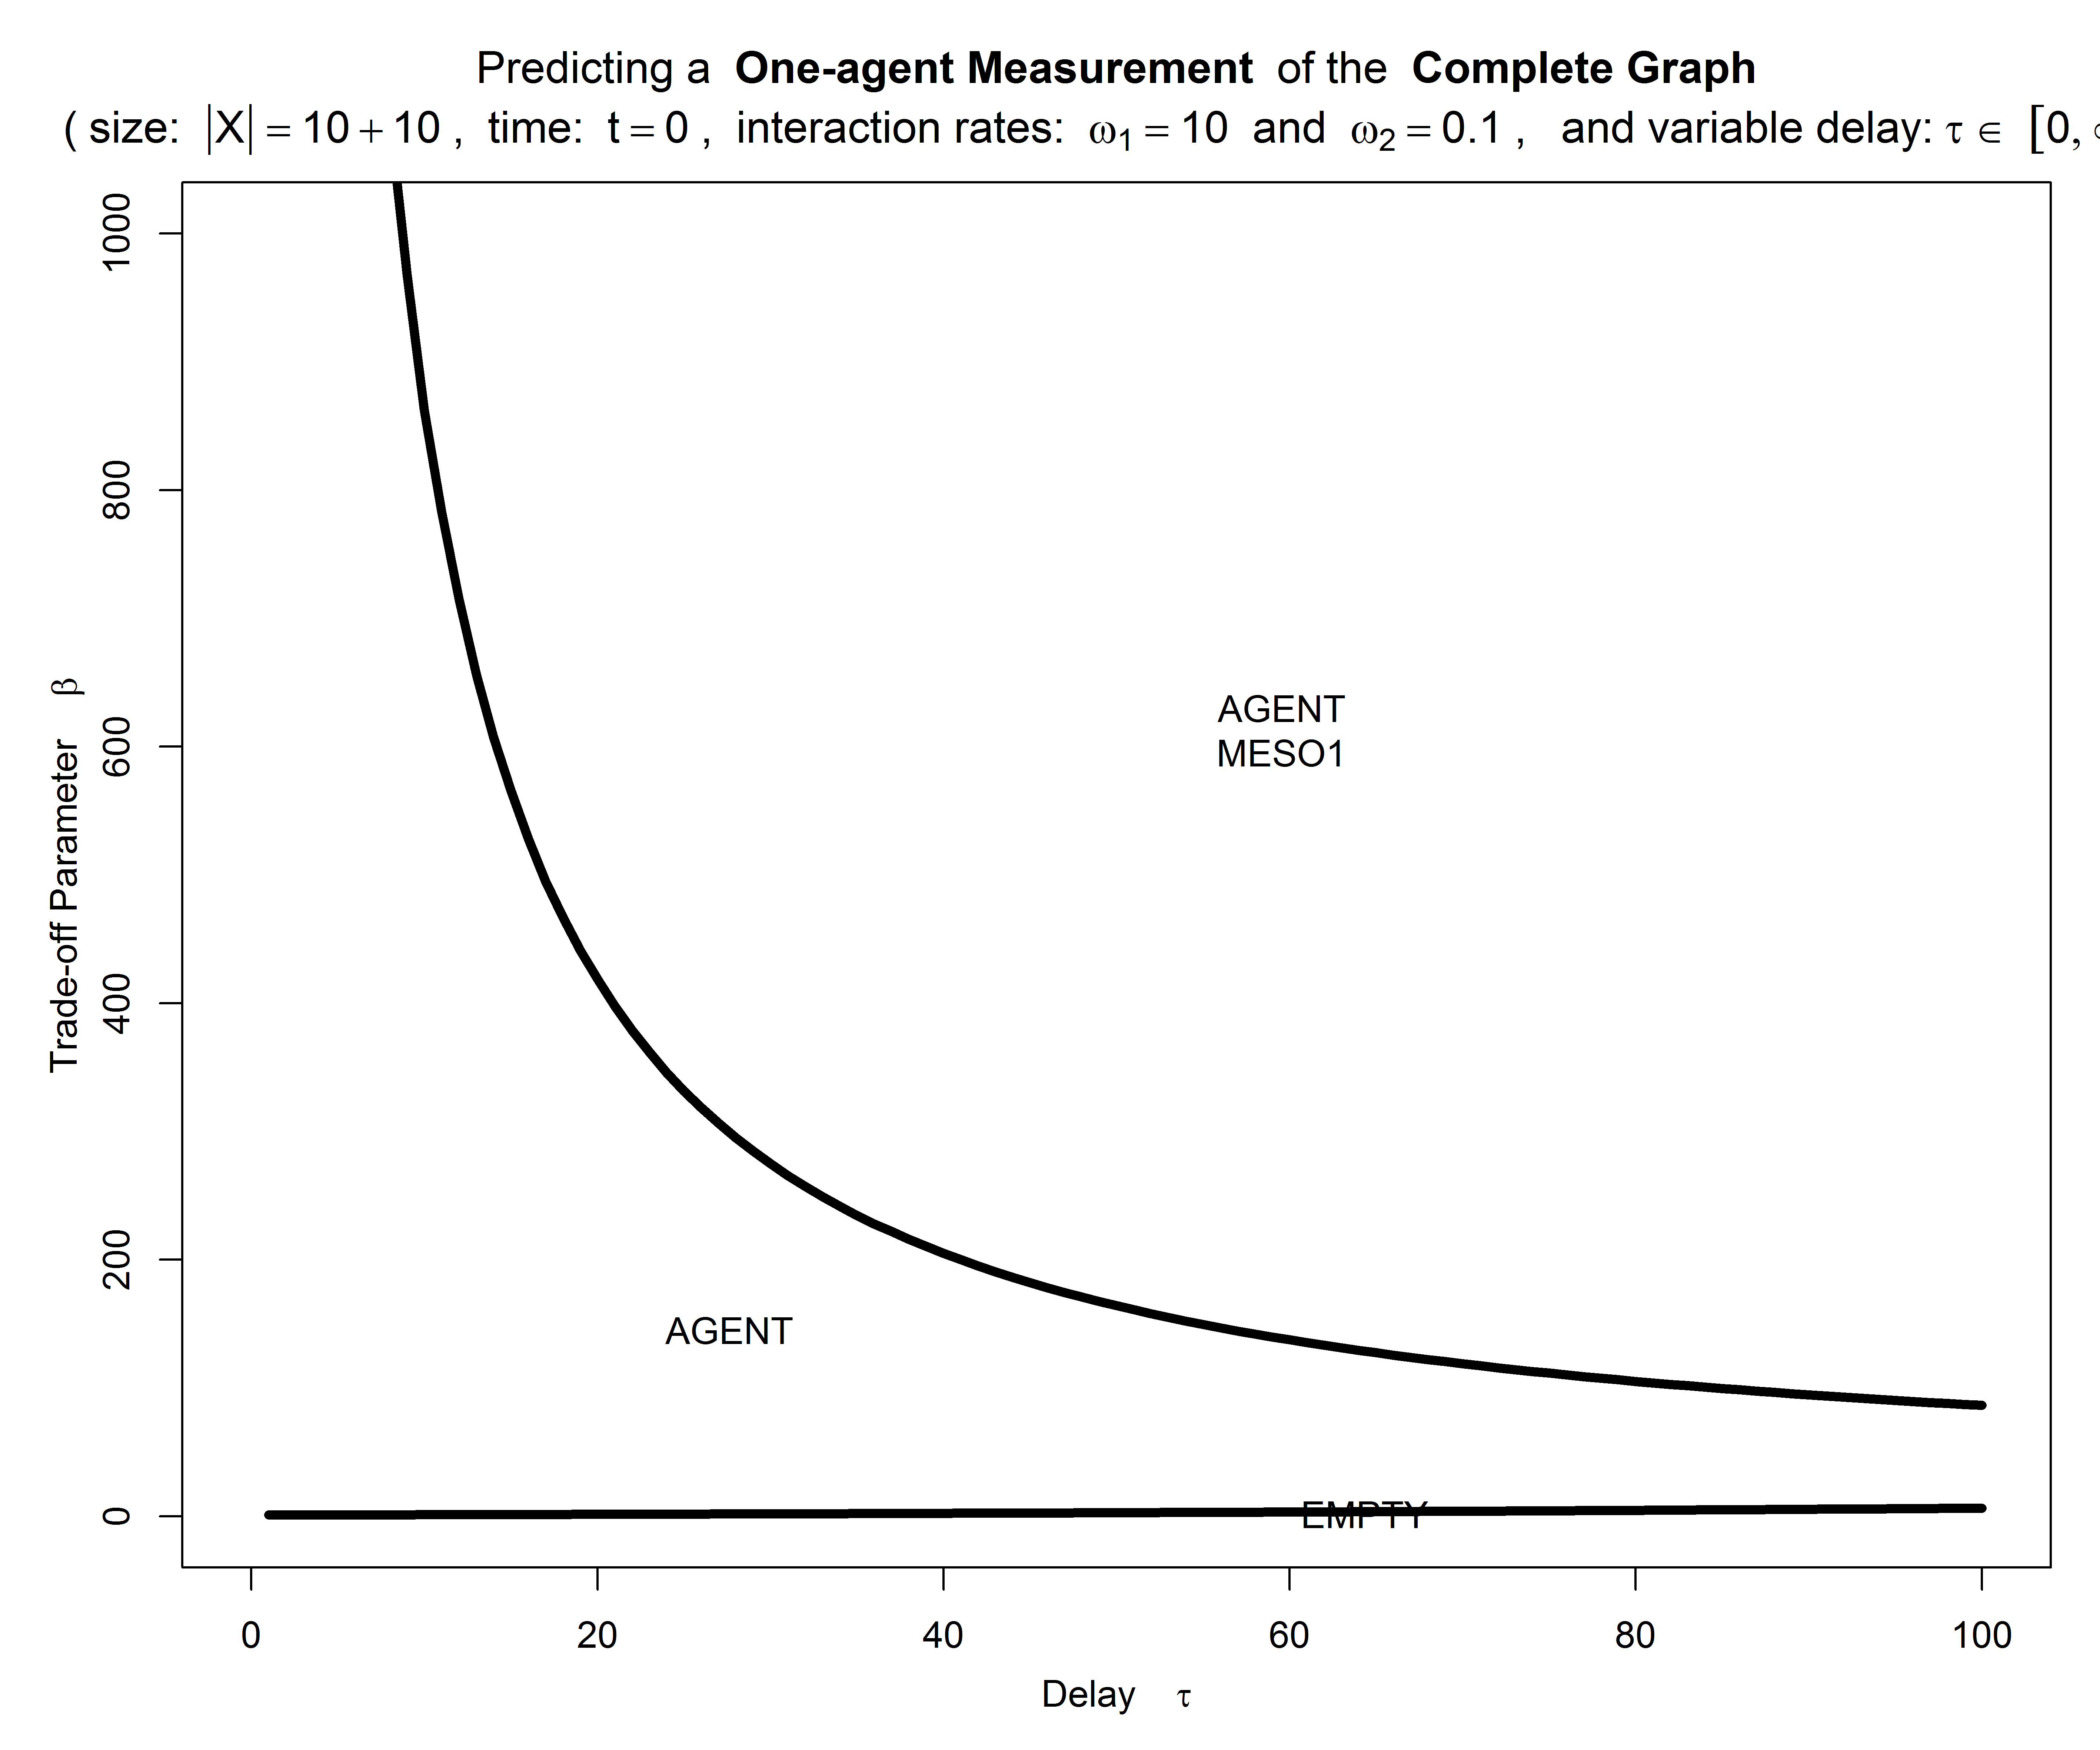 Predicting a One-agent Measurement of the Complete Graph
( size: |X| = 10 + 10 , time: t = 0 , interaction rates: ω1 = 10 and ω2 = 0.1 , and variable delay: τ ∈ [0,
1000
800
600
400
200
0
Trade-off Parameter β
AGENT
MESO1
AGENT
EMPTY
0 20 40 60 80 100
Delay τ